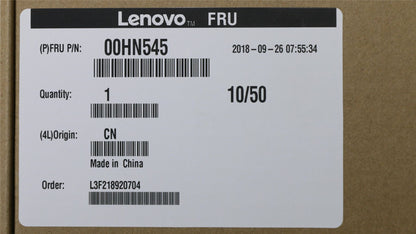 Lenovo™ FRU
(P)FRU P/N: 00HN545 2018-09-26 07:55:34
Quantity: 1 10/50
(4L)Origin: CN
Made in China
Order: L3F218920704